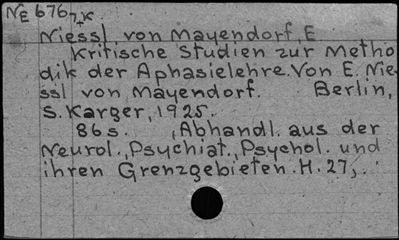 NE 6767,K
Niessl von Mayendorf, E
Kritische Studien zur Metho
dik der Aphasielehre. Von E. Nie-
ssl von Mayendorf. Berlin,
S. Karger, 1925.
86 s. (Abhandl. aus der
Neurol., Psychiat., Psychol. und
ihren Grenzgebieten. H. 27,.